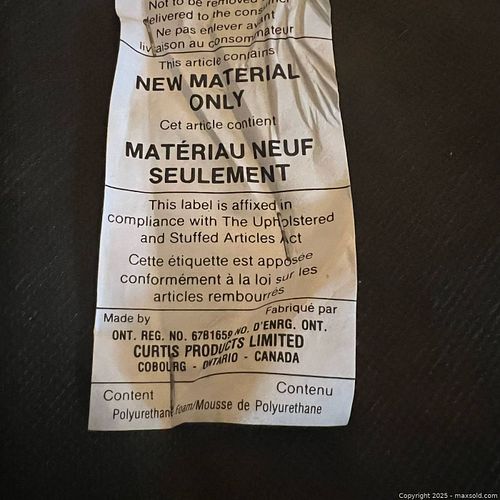 Not to be removed
delivered to the
Ne pas enlever avant
livraison au consommateur
This article contains
NEW MATERIAL
ONLY
Cet article contient
MATÉRIAU NEUF
SEULEMENT
This label is affixed in
compliance with The Upholstered
and Stuffed Articles Act
Cette étiquette est apposée
conformément à la loi sur les
articles rembourrés
Made by Fabriqué par
ONT. REG. NO. 67B1659 NO. D'ENRG. ONT.
CURTIS PRODUCTS LIMITED
COBOURG - ONTARIO - CANADA
Content Contenu
Polyurethane Foam/Mousse de Polyurethane
Copyright 2025 - maxsold.com